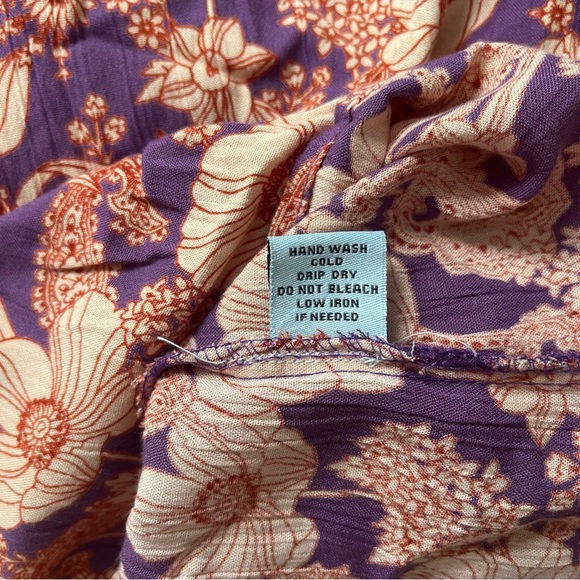 HAND WASH
COLD
DRIP DRY
DO NOT BLEACH
LOW IRON
IF NEEDED